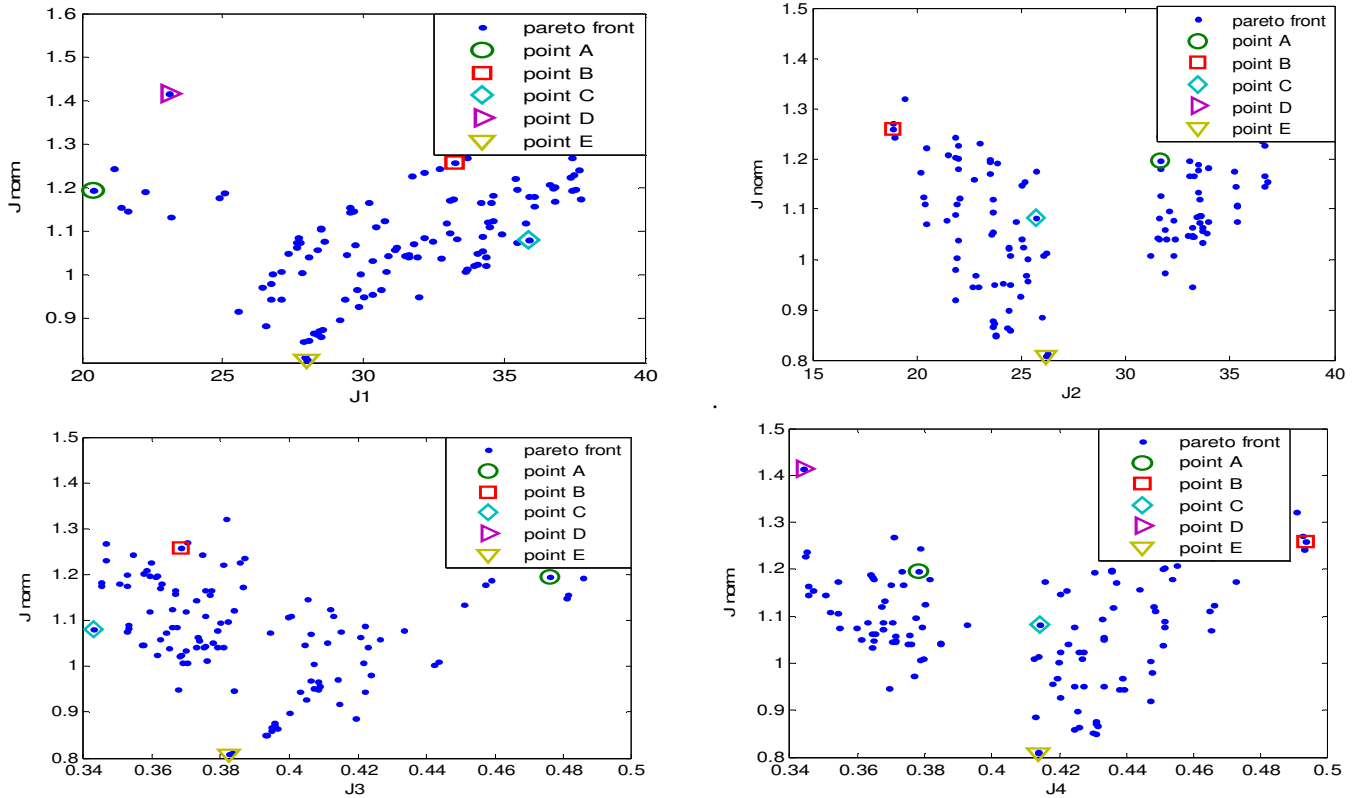 1.6
1.5
1.4
1.3
1.2
1.1
1
0.9
J norm
20
25
30
35
40
J1
pareto front
point A
point B
point C
point D
point E
1.5
1.4
1.3
1.2
1.1
1
0.9
0.8
J norm
15
20
25
30
35
40
J2
pareto front
point A
point B
point C
point D
point E
1.5
1.4
1.3
1.2
1.1
1
0.9
0.8
J norm
0.34
0.36
0.38
0.4
0.42
0.44
0.46
0.48
0.5
J3
pareto front
point A
point B
point C
point D
point E
1.5
1.4
1.3
1.2
1.1
1
0.9
0.8
J norm
0.34
0.36
0.38
0.4
0.42
0.44
0.46
0.48
0.5
J4
pareto front
point A
point B
point C
point D
point E